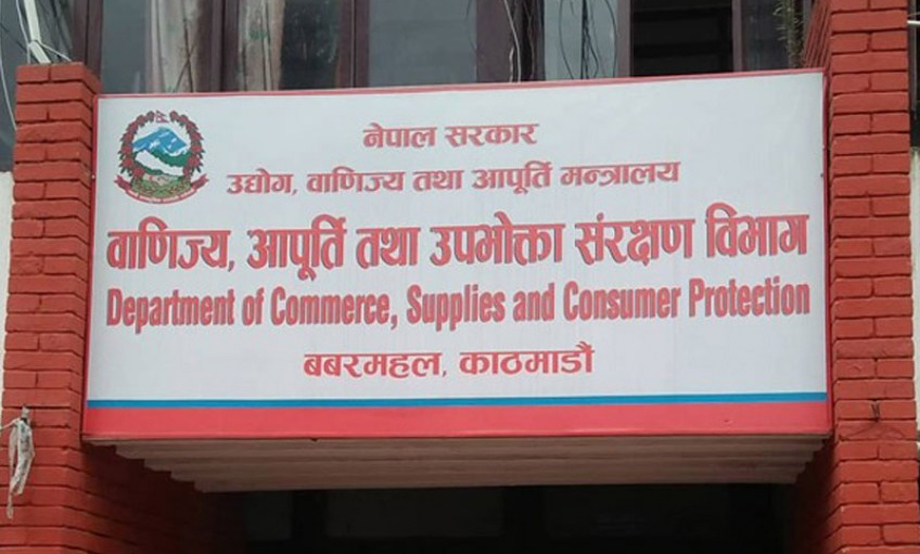 नेपाल सरकार
उद्योग, वाणिज्य तथा आपूर्ति मन्त्रालय
वाणिज्य, आपूर्ति तथा उपभोक्ता संरक्षण विभाग
Department of Commerce, Supplies and Consumer Protection
बबरमहल, काठमाडौं